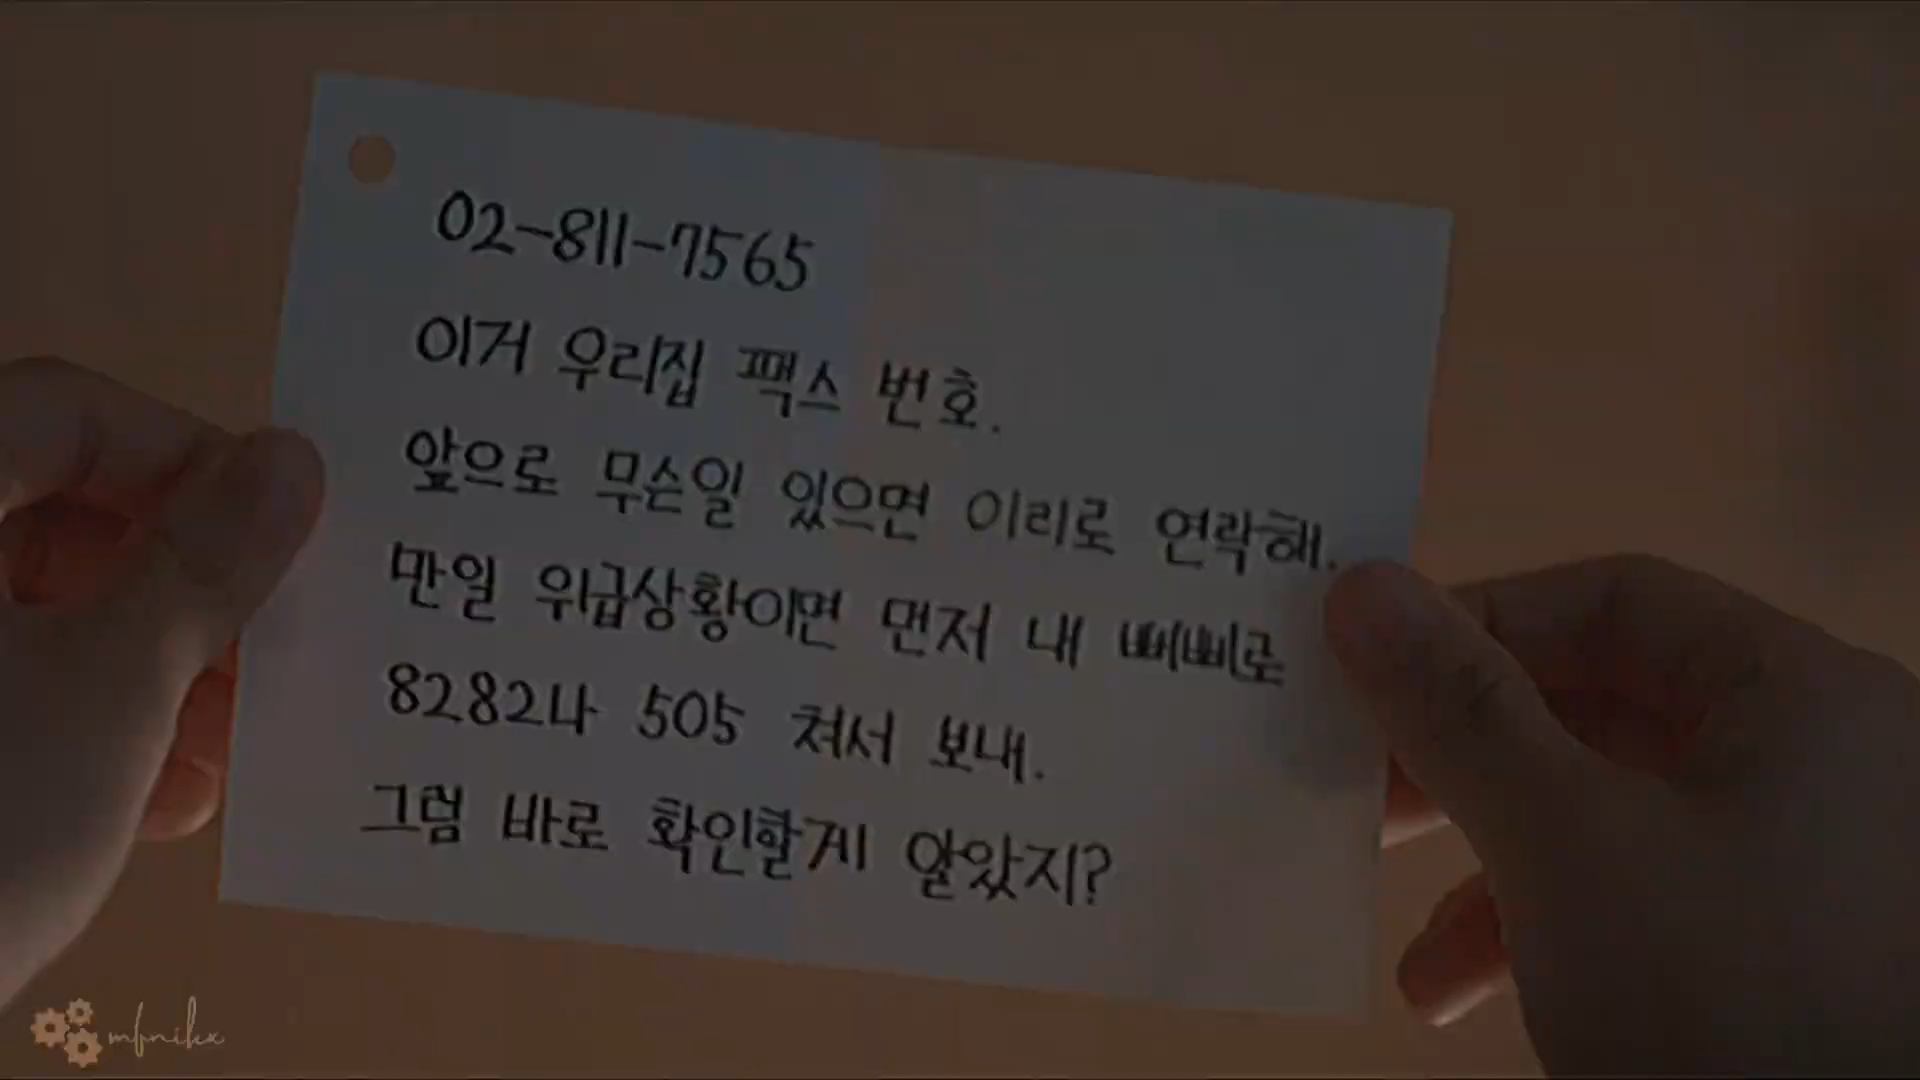 02-811-7565
이거 우리집 팩스 번호.
앞으로 무슨일 있으면 이리로 연락해.
만일 위급상황이면 먼저 내 삐삐로
8282나 505 쳐서 보내.
그럼 바로 확인할게 알았지?
mfnikx